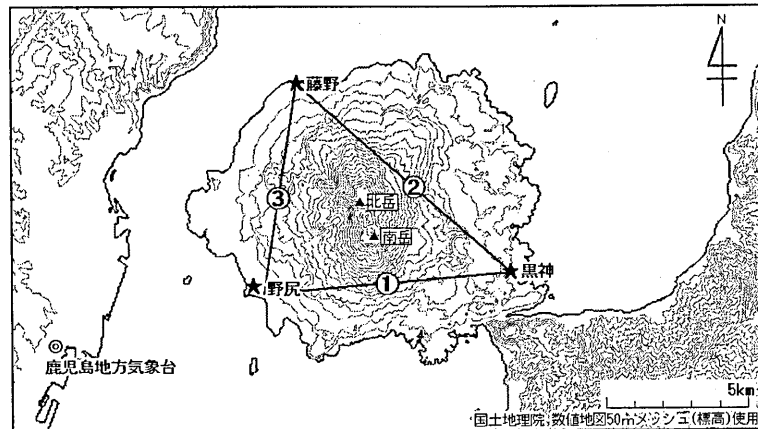 N
藤野
②
北岳
③
南岳
黒神
野尻
①
鹿児島地方気象台
5km
国土地理院,数値地図50mメッシュ(標高)使用